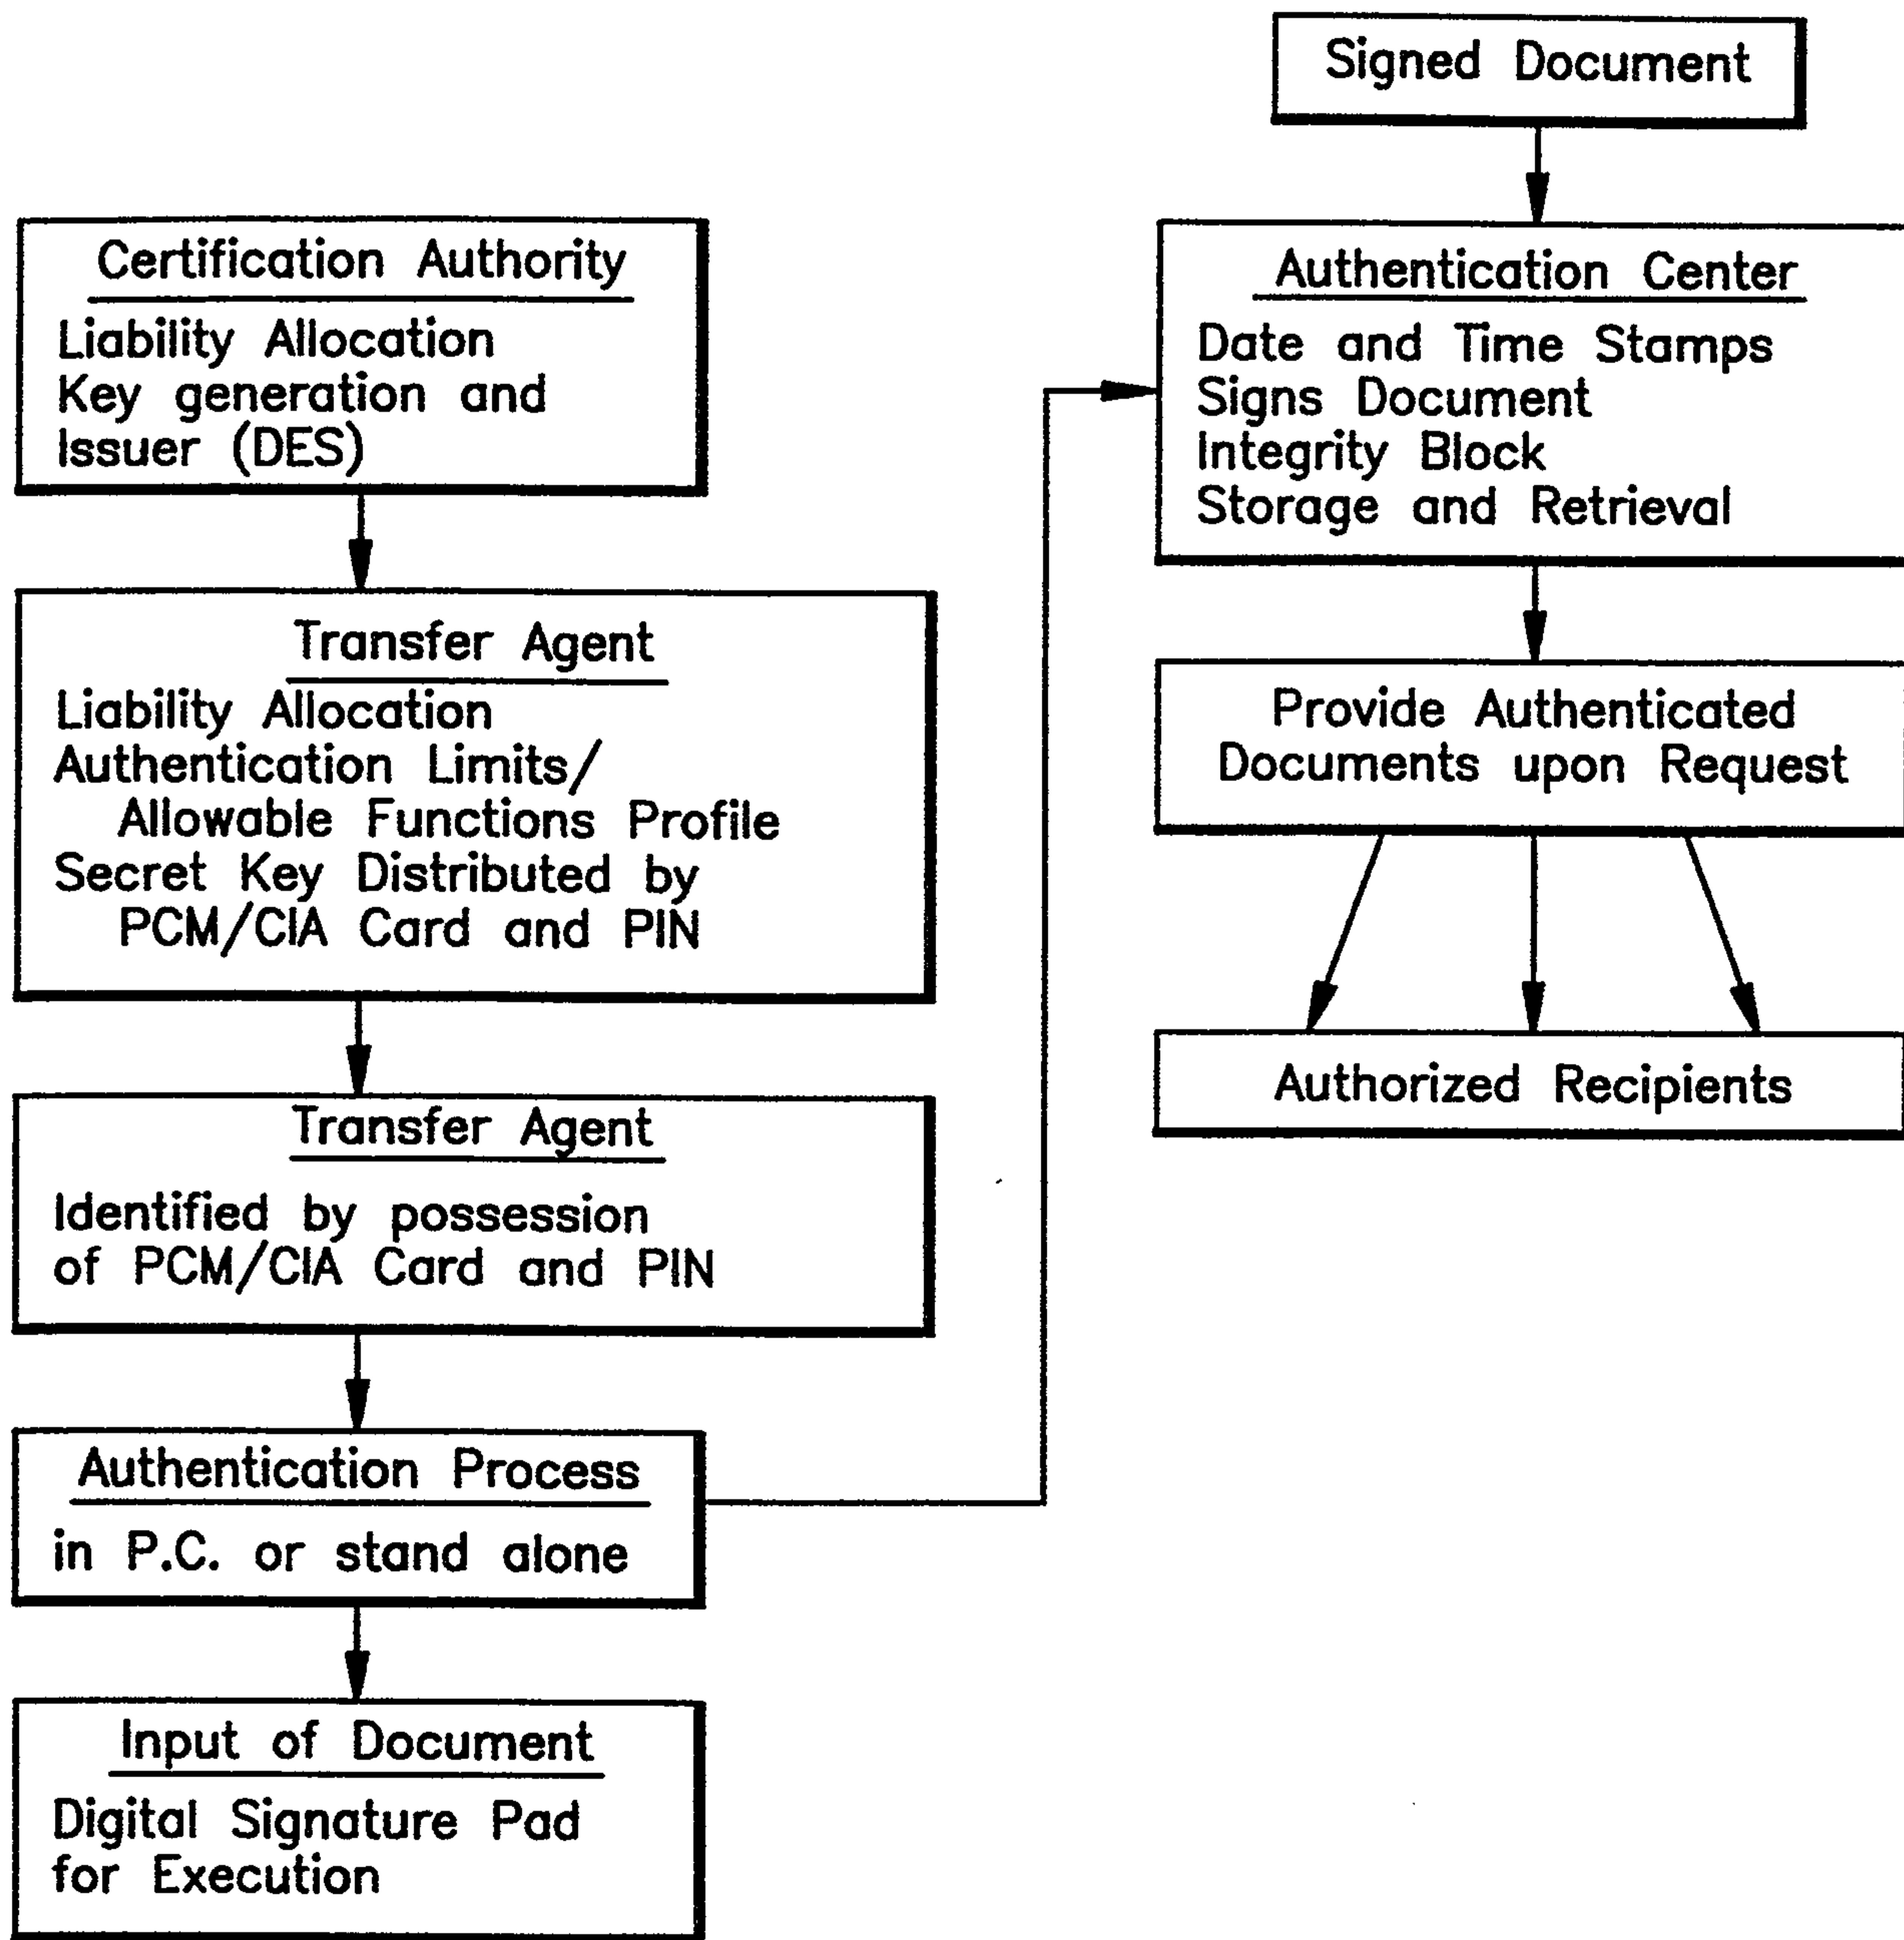 Certification Authority
Liability Allocation
Key generation and
Issuer (DES)
Transfer Agent
Liability Allocation
Authentication Limits/
Allowable Functions Profile
Secret Key Distributed by
PCM/CIA Card and PIN
Transfer Agent
Identified by possession
of PCM/CIA Card and PIN
Authentication Process
in P.C. or stand alone
Input of Document
Digital Signature Pad
for Execution
Signed Document
Authentication Center
Date and Time Stamps
Signs Document
Integrity Block
Storage and Retrieval
Provide Authenticated
Documents upon Request
Authorized Recipients